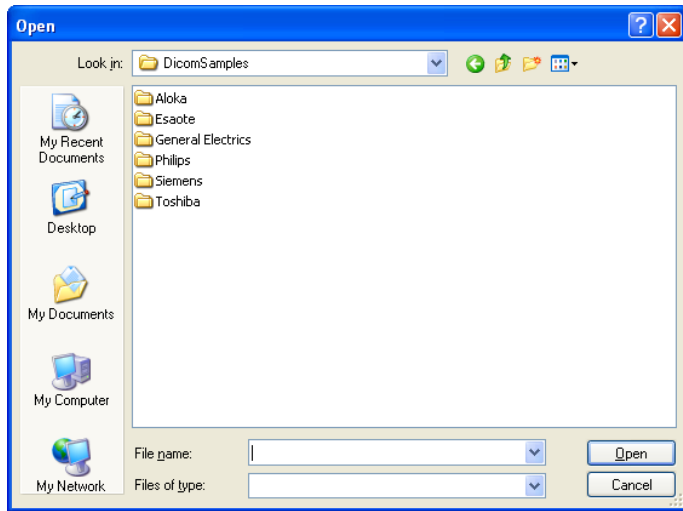 Open
Look in:
DicomSamples
My Recent
Documents
Desktop
My Documents
My Computer
My Network
Aloka
Esaote
General Electrics
Philips
Siemens
Toshiba
File name:
Open
Files of type:
Cancel